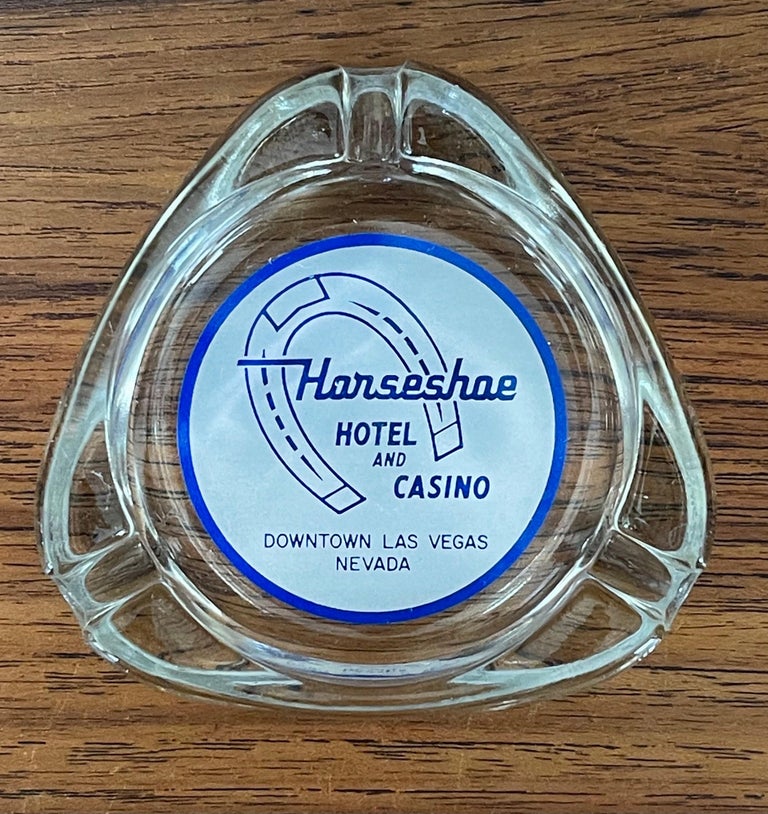 Horseshoe
HOTEL
AND
CASINO
DOWNTOWN LAS VEGAS
NEVADA